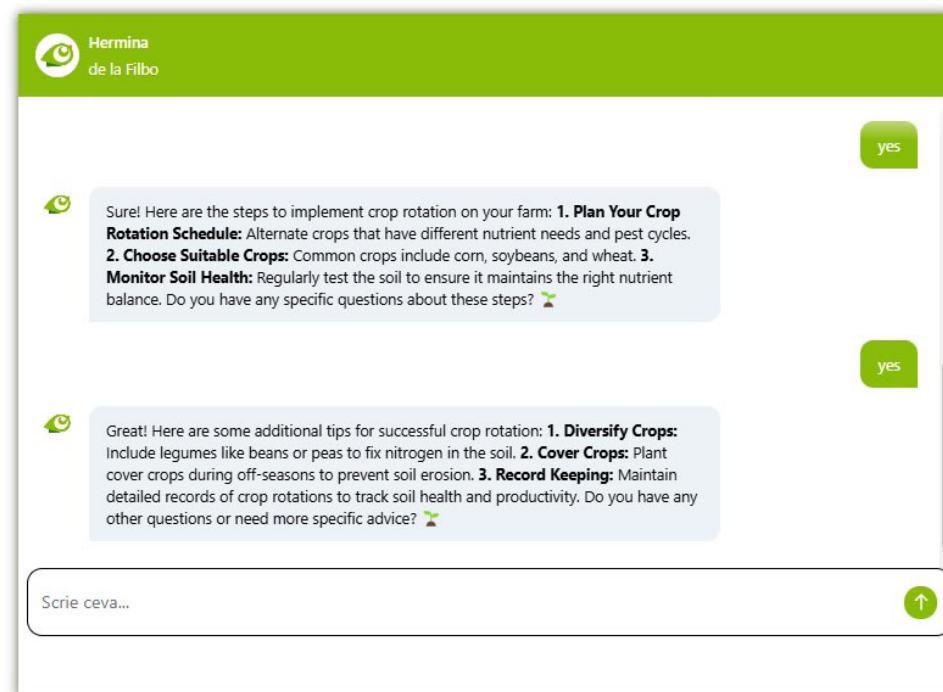 Hermina
de la Filbo
yes
Sure! Here are the steps to implement crop rotation on your farm: 1. Plan Your Crop
Rotation Schedule: Alternate crops that have different nutrient needs and pest cycles.
2. Choose Suitable Crops: Common crops include corn, soybeans, and wheat. 3.
Monitor Soil Health: Regularly test the soil to ensure it maintains the right nutrient
balance. Do you have any specific questions about these steps? 🌱
yes
Great! Here are some additional tips for successful crop rotation: 1. Diversify Crops:
Include legumes like beans or peas to fix nitrogen in the soil. 2. Cover Crops: Plant
cover crops during off-seasons to prevent soil erosion. 3. Record Keeping: Maintain
detailed records of crop rotations to track soil health and productivity. Do you have any
other questions or need more specific advice? 🌱
Scrie ceva...